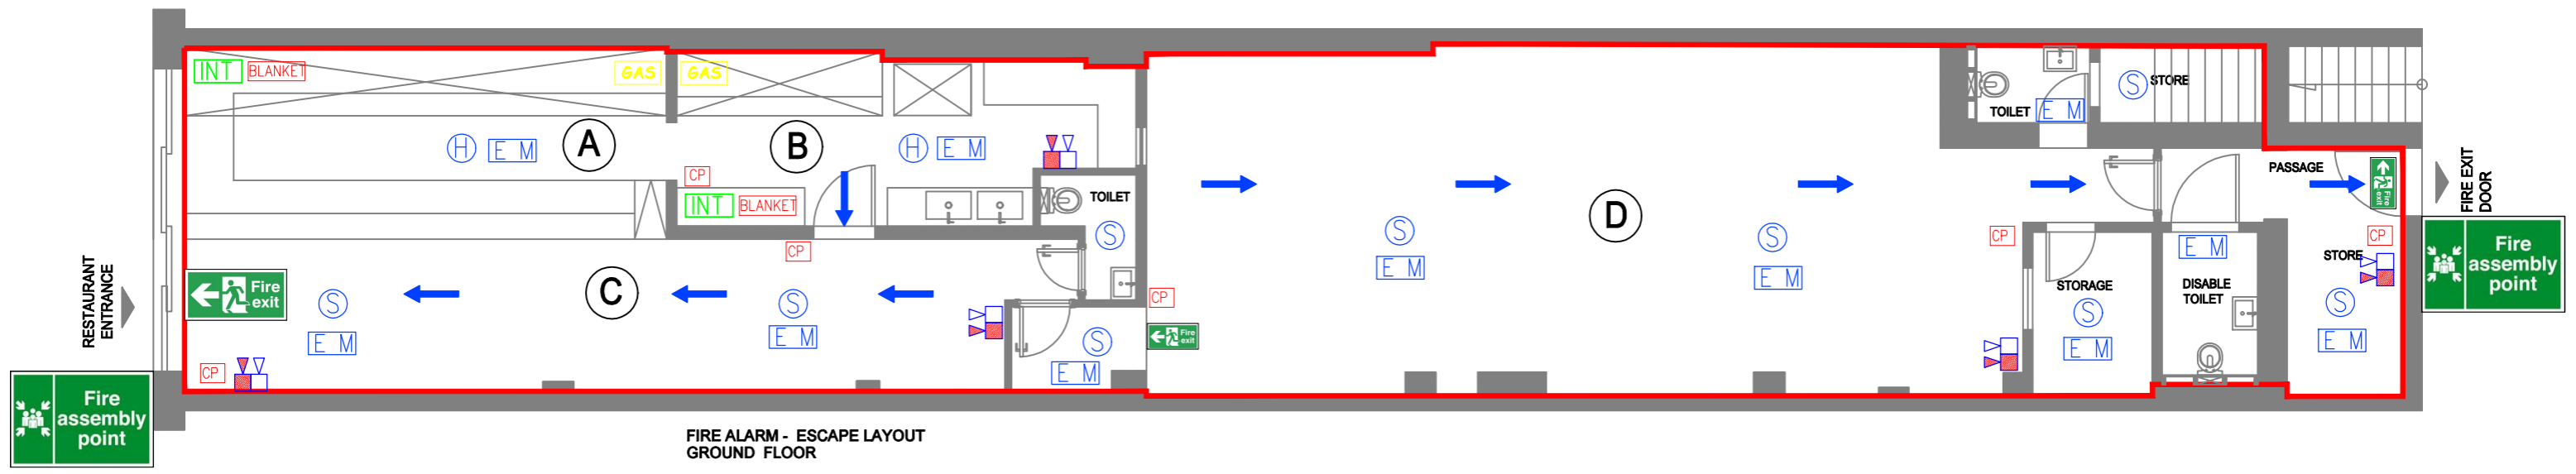 INT
BLANKET
GAS
GAS
STORE
TOILET
E M
S
H
E M
A
B
H
E M
CP
INT
BLANKET
TOILET
S
PASSAGE
Fire
exit
FIRE EXIT
DOOR
D
S
E M
S
E M
CP
CP
E M
STORE
CP
Fire
assembly
point
RESTAURANT
ENTRANCE
Fire
exit
C
S
E M
S
E M
CP
Fire
exit
S
E M
STORAGE
S
E M
DISABLE
TOILET
S
E M
CP
Fire
assembly
point
FIRE ALARM - ESCAPE LAYOUT
GROUND FLOOR